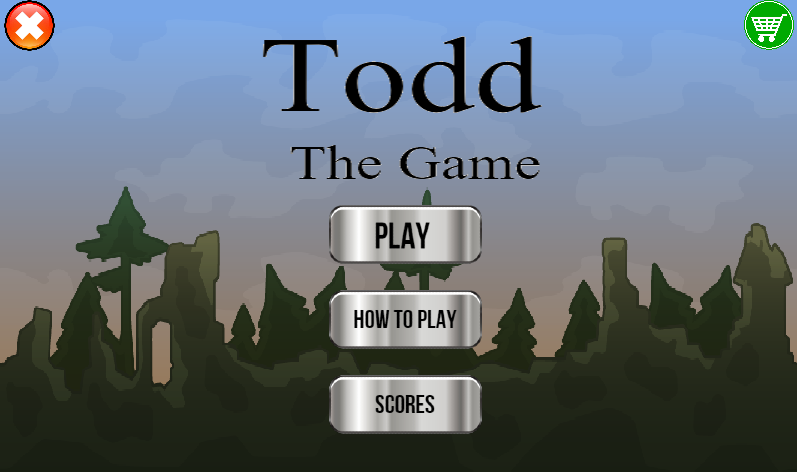 Todd
The Game
PLAY
HOW TO PLAY
SCORES